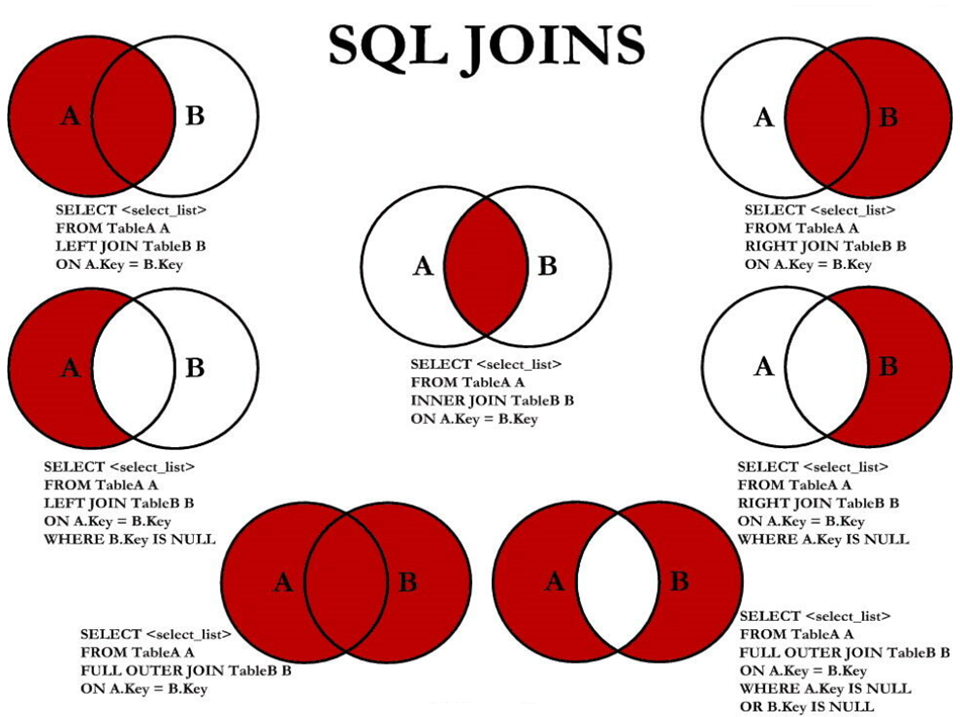 SQL JOINS
A B
SELECT <select_list>
FROM TableA A
LEFT JOIN TableB B
ON A.Key = B.Key
A B
SELECT <select_list>
FROM TableA A
RIGHT JOIN TableB B
ON A.Key = B.Key
A B
SELECT <select_list>
FROM TableA A
INNER JOIN TableB B
ON A.Key = B.Key
A B
SELECT <select_list>
FROM TableA A
LEFT JOIN TableB B
ON A.Key = B.Key
WHERE B.Key IS NULL
A B
SELECT <select_list>
FROM TableA A
RIGHT JOIN TableB B
ON A.Key = B.Key
WHERE A.Key IS NULL
A B
SELECT <select_list>
FROM TableA A
FULL OUTER JOIN TableB B
ON A.Key = B.Key
A B
SELECT <select_list>
FROM TableA A
FULL OUTER JOIN TableB B
ON A.Key = B.Key
WHERE A.Key IS NULL
OR B.Key IS NULL